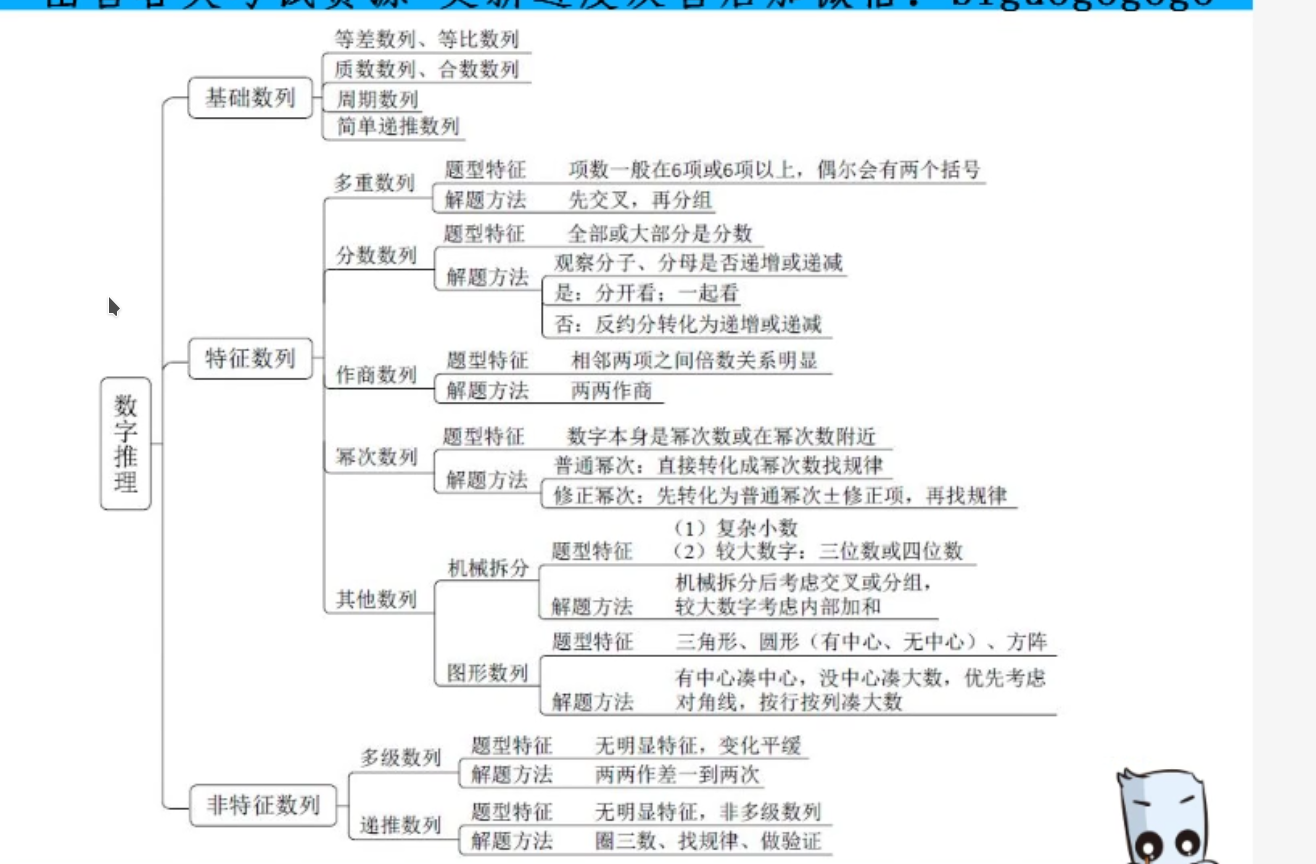 基础数列
等差数列、等比数列
质数数列、合数数列
周期数列
简单递推数列
数字推理
特征数列
多重数列
题型特征 项数一般在6项或6项以上，偶尔会有两个括号
解题方法 先交叉，再分组
分数数列
题型特征 全部或大部分是分数
解题方法
观察分子、分母是否递增或递减
是：分开看；一起看
否：反约分转化为递增或递减
作商数列
题型特征 相邻两项之间倍数关系明显
解题方法 两两作商
幂次数列
题型特征 数字本身是幂次数或在幂次数附近
解题方法
普通幂次：直接转化成幂次数找规律
修正幂次：先转化为普通幂次±修正项，再找规律
其他数列
机械拆分
题型特征
（1）复杂小数
（2）较大数字：三位数或四位数
解题方法
机械拆分后考虑交叉或分组，
较大数字考虑内部加和
图形数列
题型特征 三角形、圆形（有中心、无中心）、方阵
解题方法
有中心凑中心，没中心凑大数，优先考虑
对角线，按行按列凑大数
非特征数列
多级数列
题型特征 无明显特征，变化平缓
解题方法 两两作差一到两次
递推数列
题型特征 无明显特征，非多级数列
解题方法 圈三数、找规律、做验证